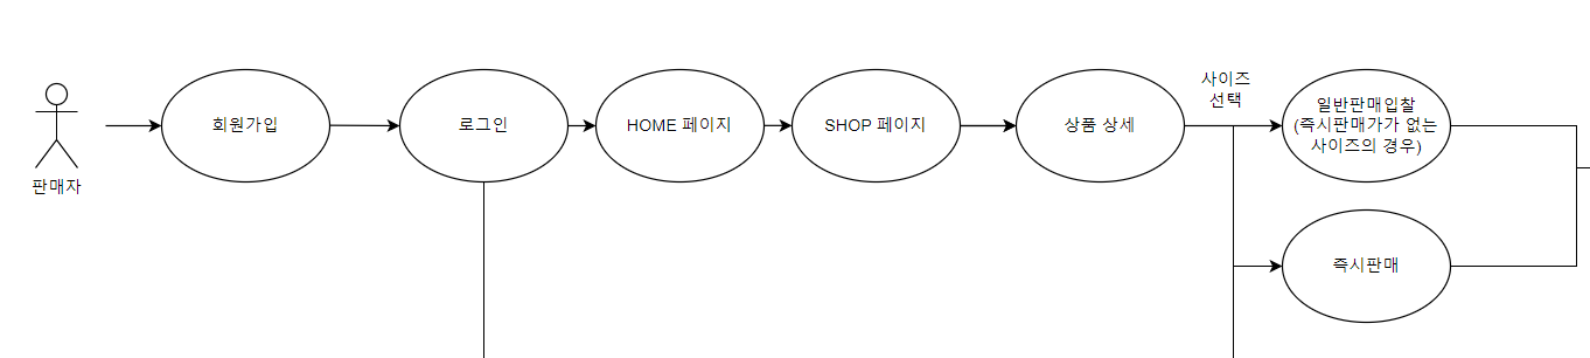 판매자
회원가입
로그인
HOME 페이지
SHOP 페이지
상품 상세
사이즈
선택
일반판매입찰
(즉시판매가가 없는
사이즈의 경우)
즉시판매